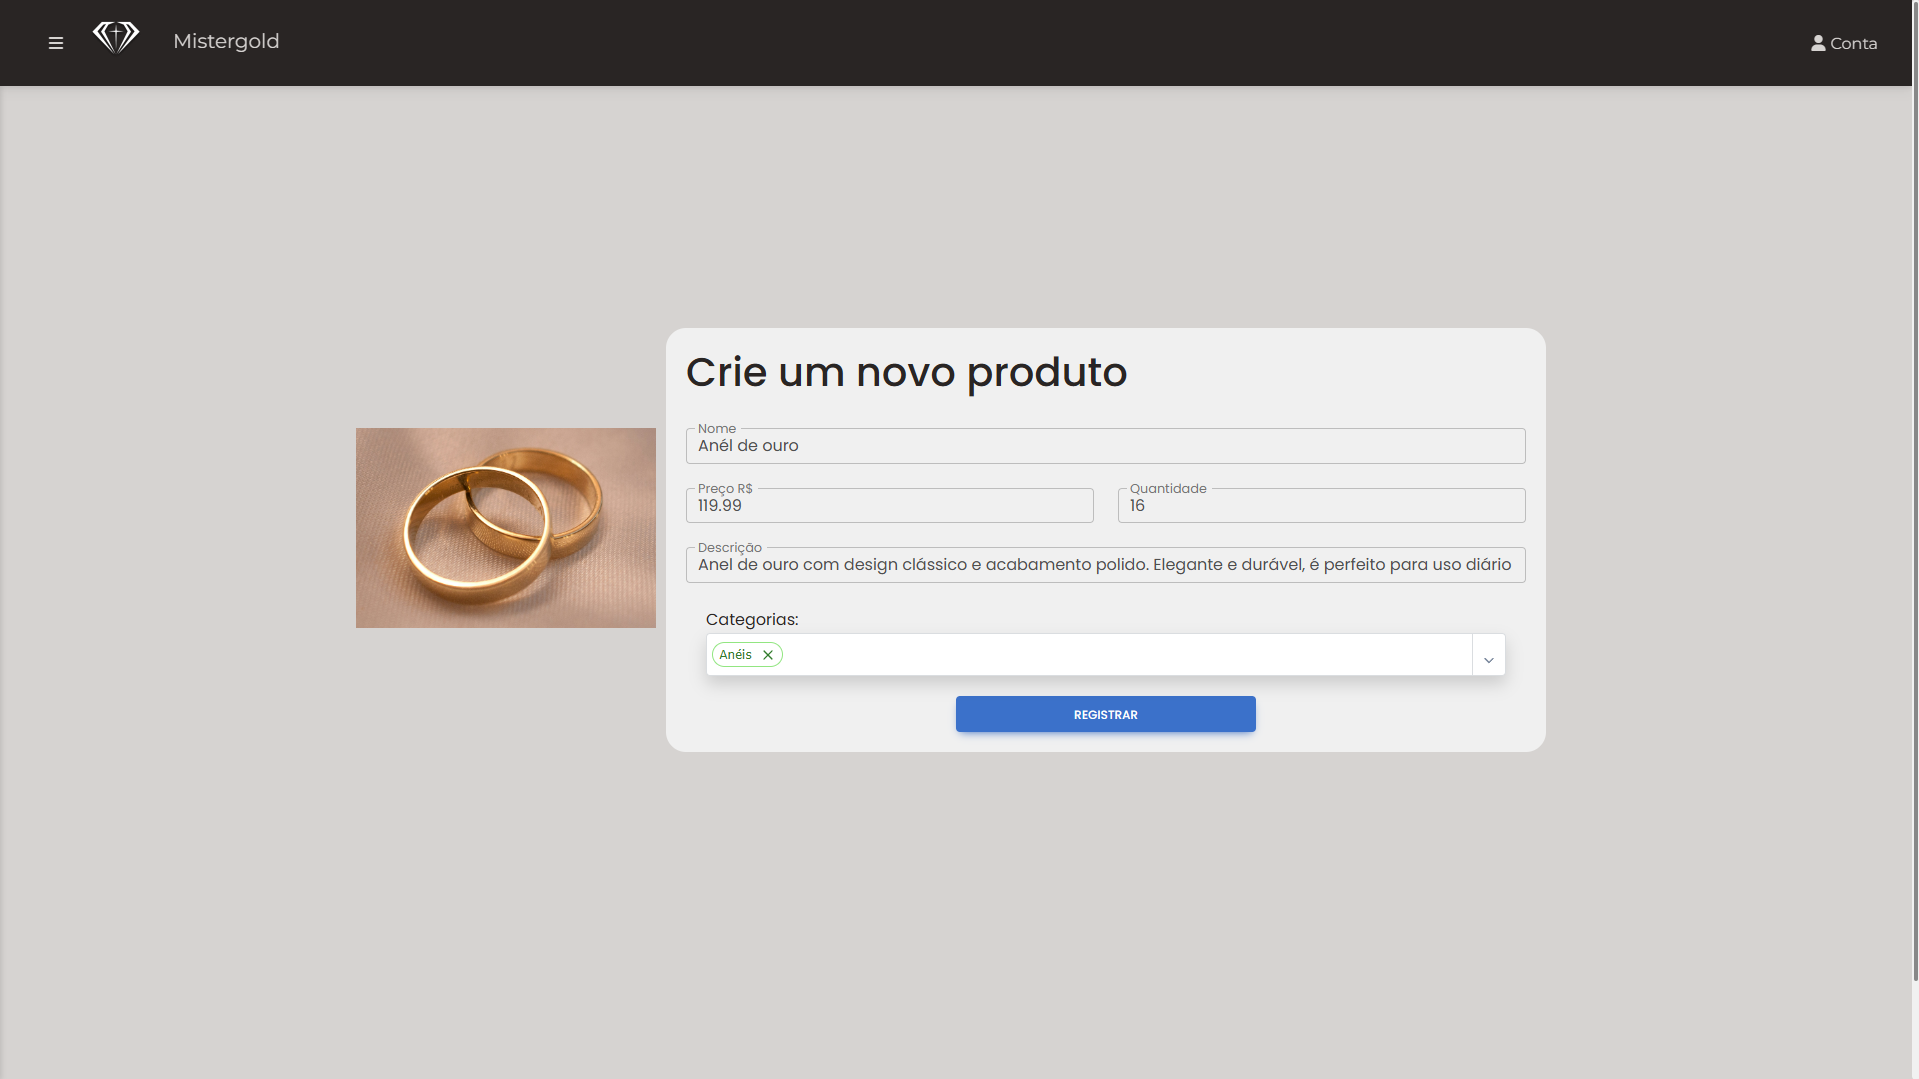 Mistergold
Conta
Crie um novo produto
Nome
Anél de ouro
Preço R$
119.99
Quantidade
16
Descrição
Anel de ouro com design clássico e acabamento polido. Elegante e durável, é perfeito para uso diário
Categorias:
Anéis
REGISTRAR